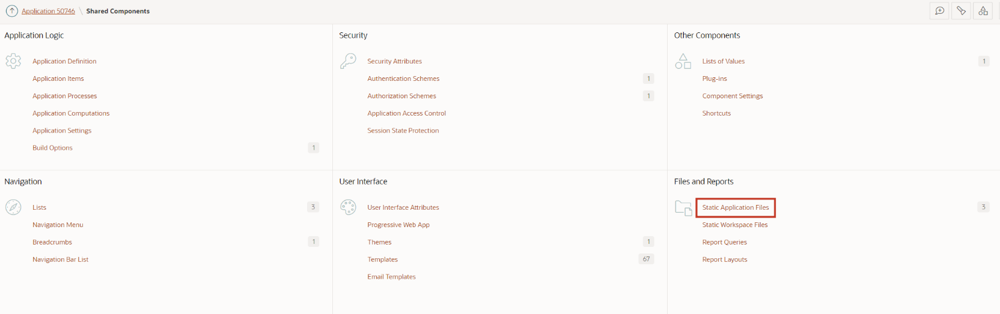 Application 50746 \ Shared Components
Application Logic
Application Definition
Application Items
Application Processes
Application Computations
Application Settings
Build Options 1
Security
Security Attributes
Authentication Schemes 1
Authorization Schemes 1
Application Access Control
Session State Protection
Other Components
Lists of Values 1
Plug-ins
Component Settings
Shortcuts
Navigation
Lists 3
Navigation Menu
Breadcrumbs 1
Navigation Bar List
User Interface
User Interface Attributes
Progressive Web App
Themes 1
Templates 67
Email Templates
Files and Reports
Static Application Files 3
Static Workspace Files
Report Queries
Report Layouts